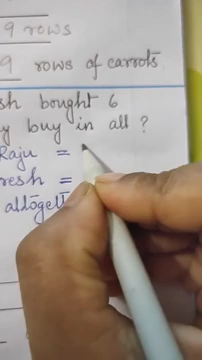 9 rows
9 rows of carrots
sh bought 6
y buy in all ?
Raju =
resh =
altogeth